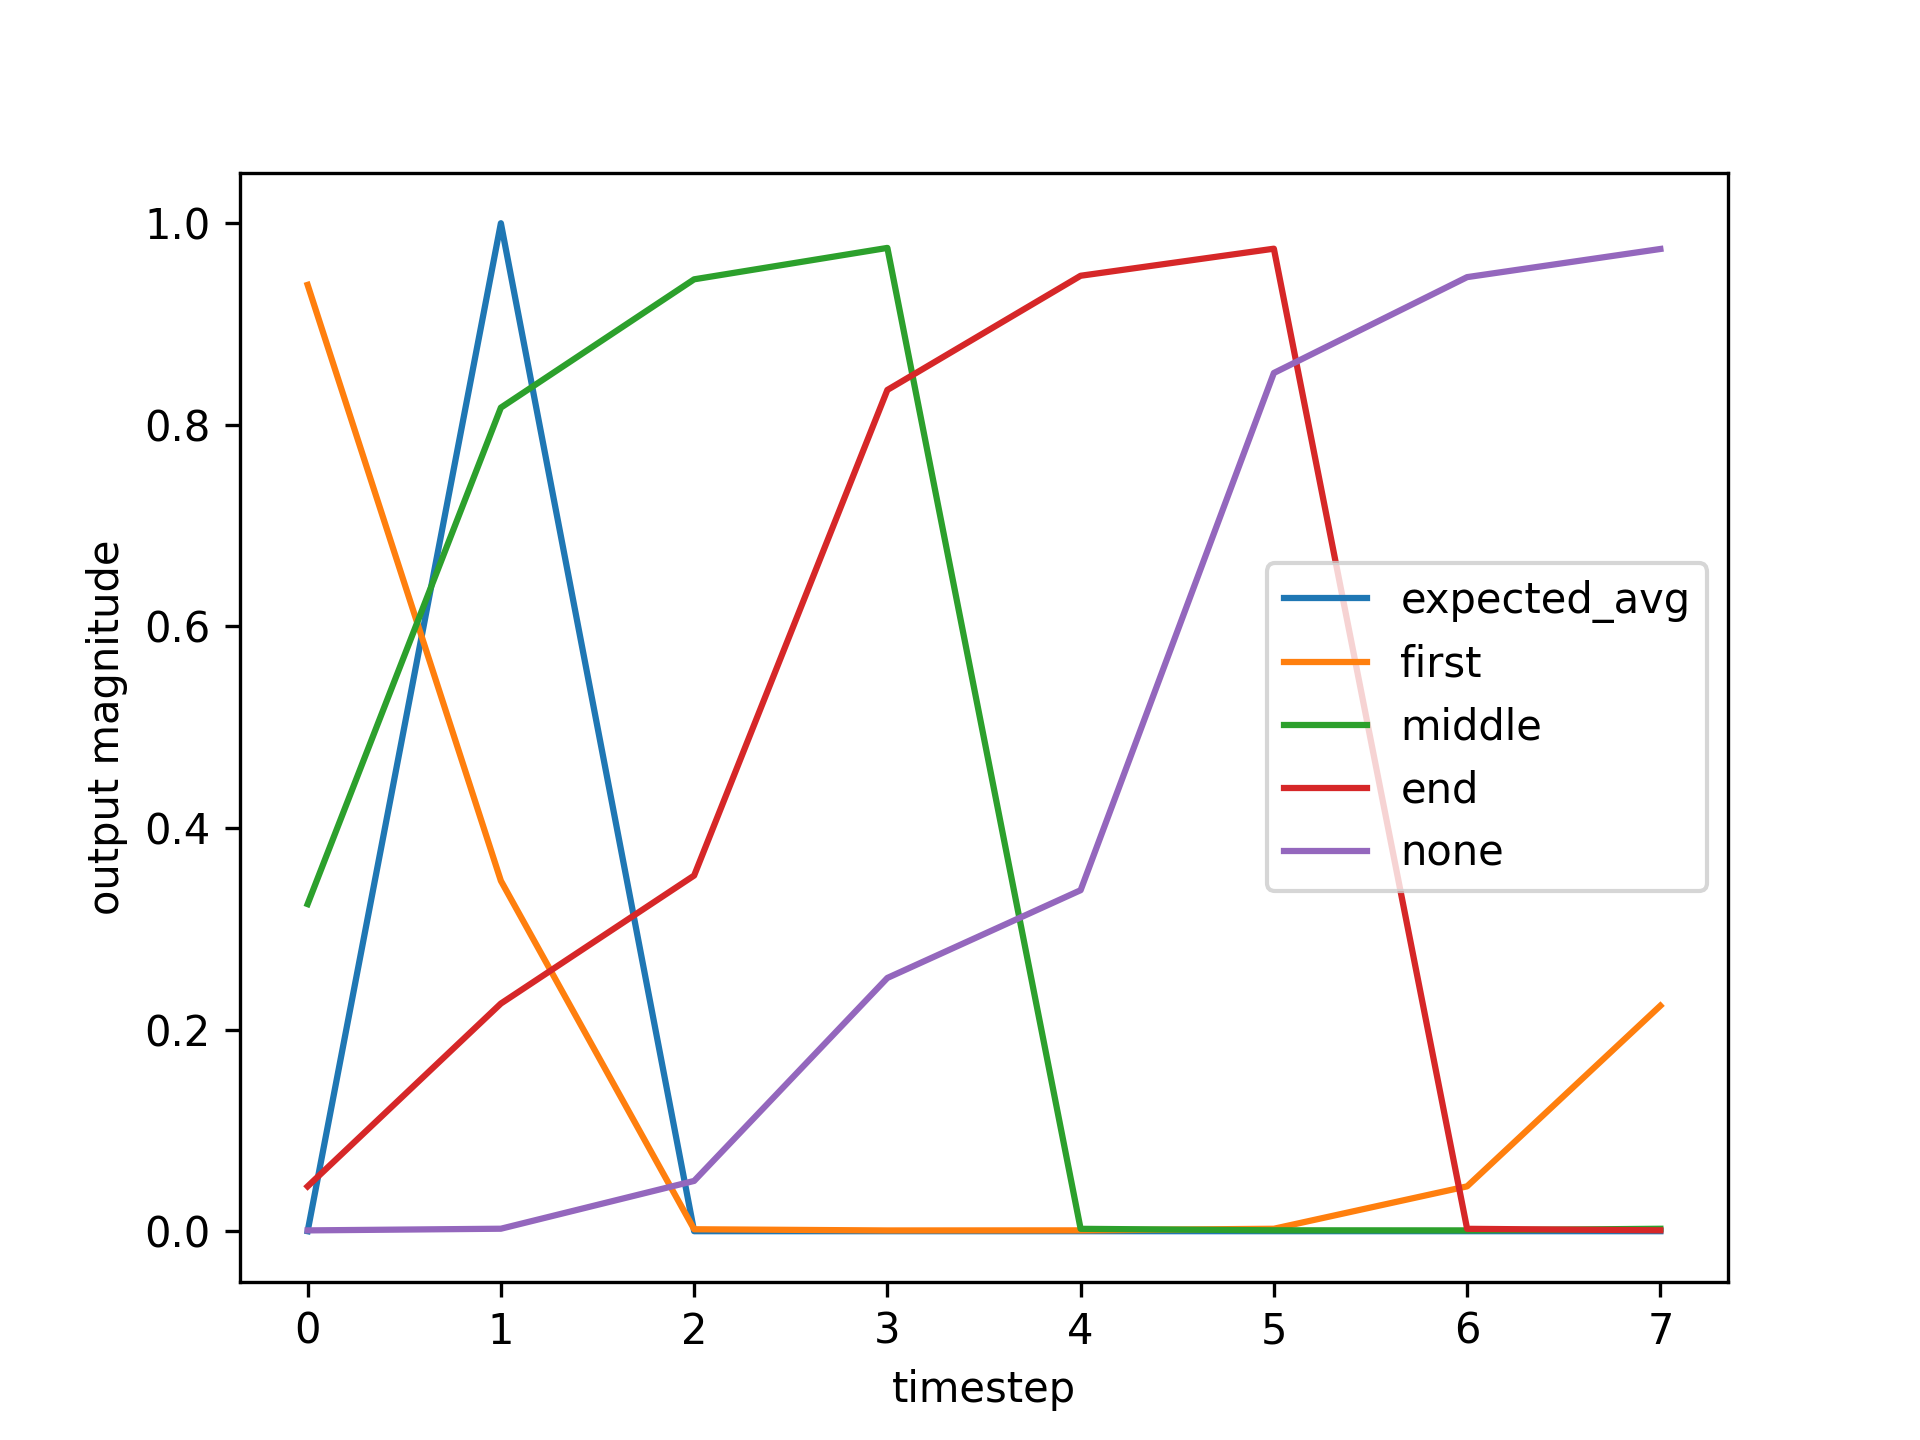 output magnitude
1.0
0.8
0.6
0.4
0.2
0.0
expected_avg
first
middle
end
none
0 1 2 3 4 5 6 7
timestep